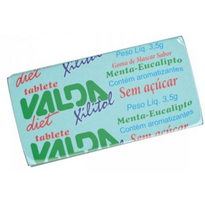 diet
tablete
VALDA
Xilitol
diet
tablete
VALDA
Xilitol
Peso Líq. 3,5g
Goma de Mascar Sabor
Menta-Eucalipto
Contém aromatizantes
Sem açúcar
Peso Líq. 3,5g
Menta-Eucalipto
Contém aromatizantes
Sem açúcar